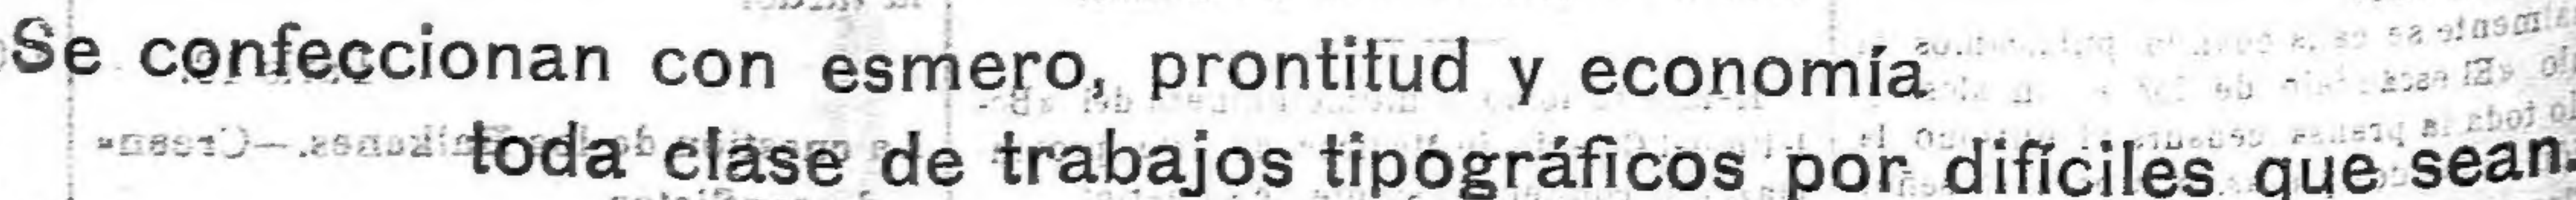 Se confeccionan con esmero, prontitud y economía
toda clase de trabajos tipográficos por difíciles que sean.